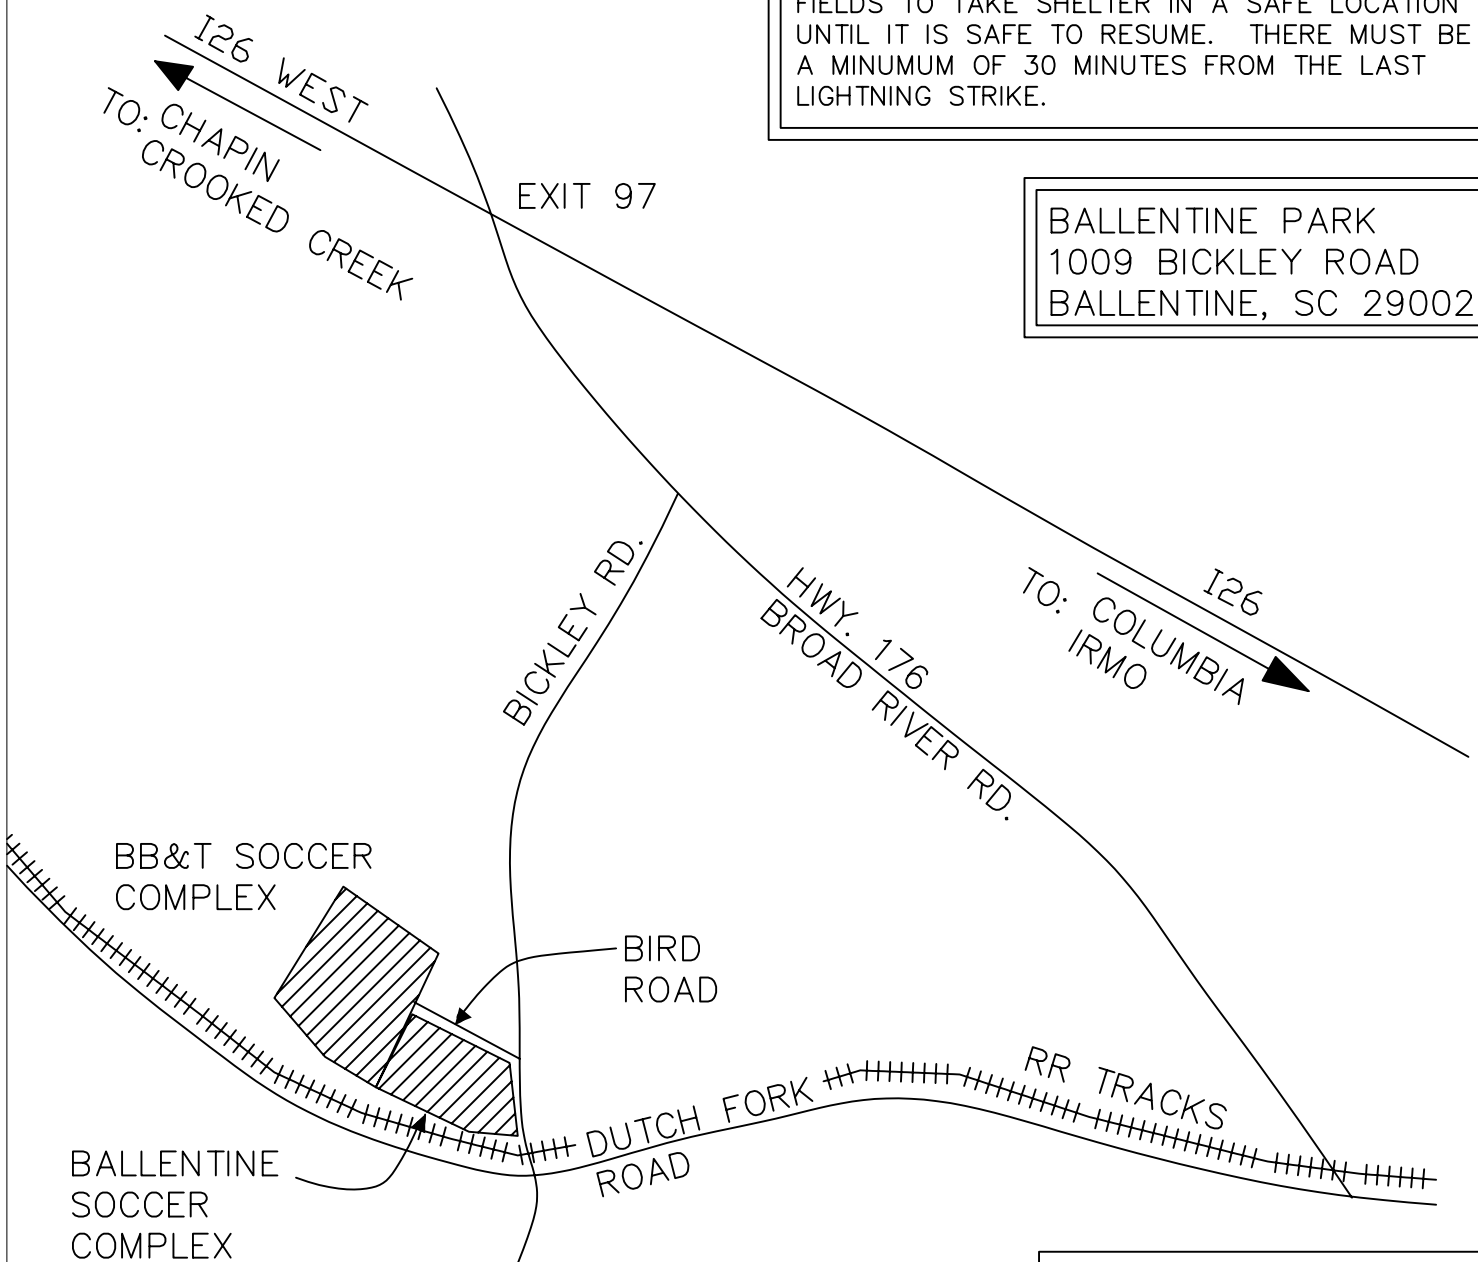 FIELDS TO TAKE SHELTER IN A SAFE LOCATION
UNTIL IT IS SAFE TO RESUME. THERE MUST BE
A MINUMUM OF 30 MINUTES FROM THE LAST
LIGHTNING STRIKE.
I26 WEST
TO: CHAPIN
CROOKED CREEK
EXIT 97
BALLENTINE PARK
1009 BICKLEY ROAD
BALLENTINE, SC 29002
BICKLEY RD.
HWY. 176
BROAD RIVER RD.
I26
TO: COLUMBIA
IRMO
BB&T SOCCER
COMPLEX
BIRD
ROAD
RR TRACKS
DUTCH FORK
ROAD
BALLENTINE
SOCCER
COMPLEX